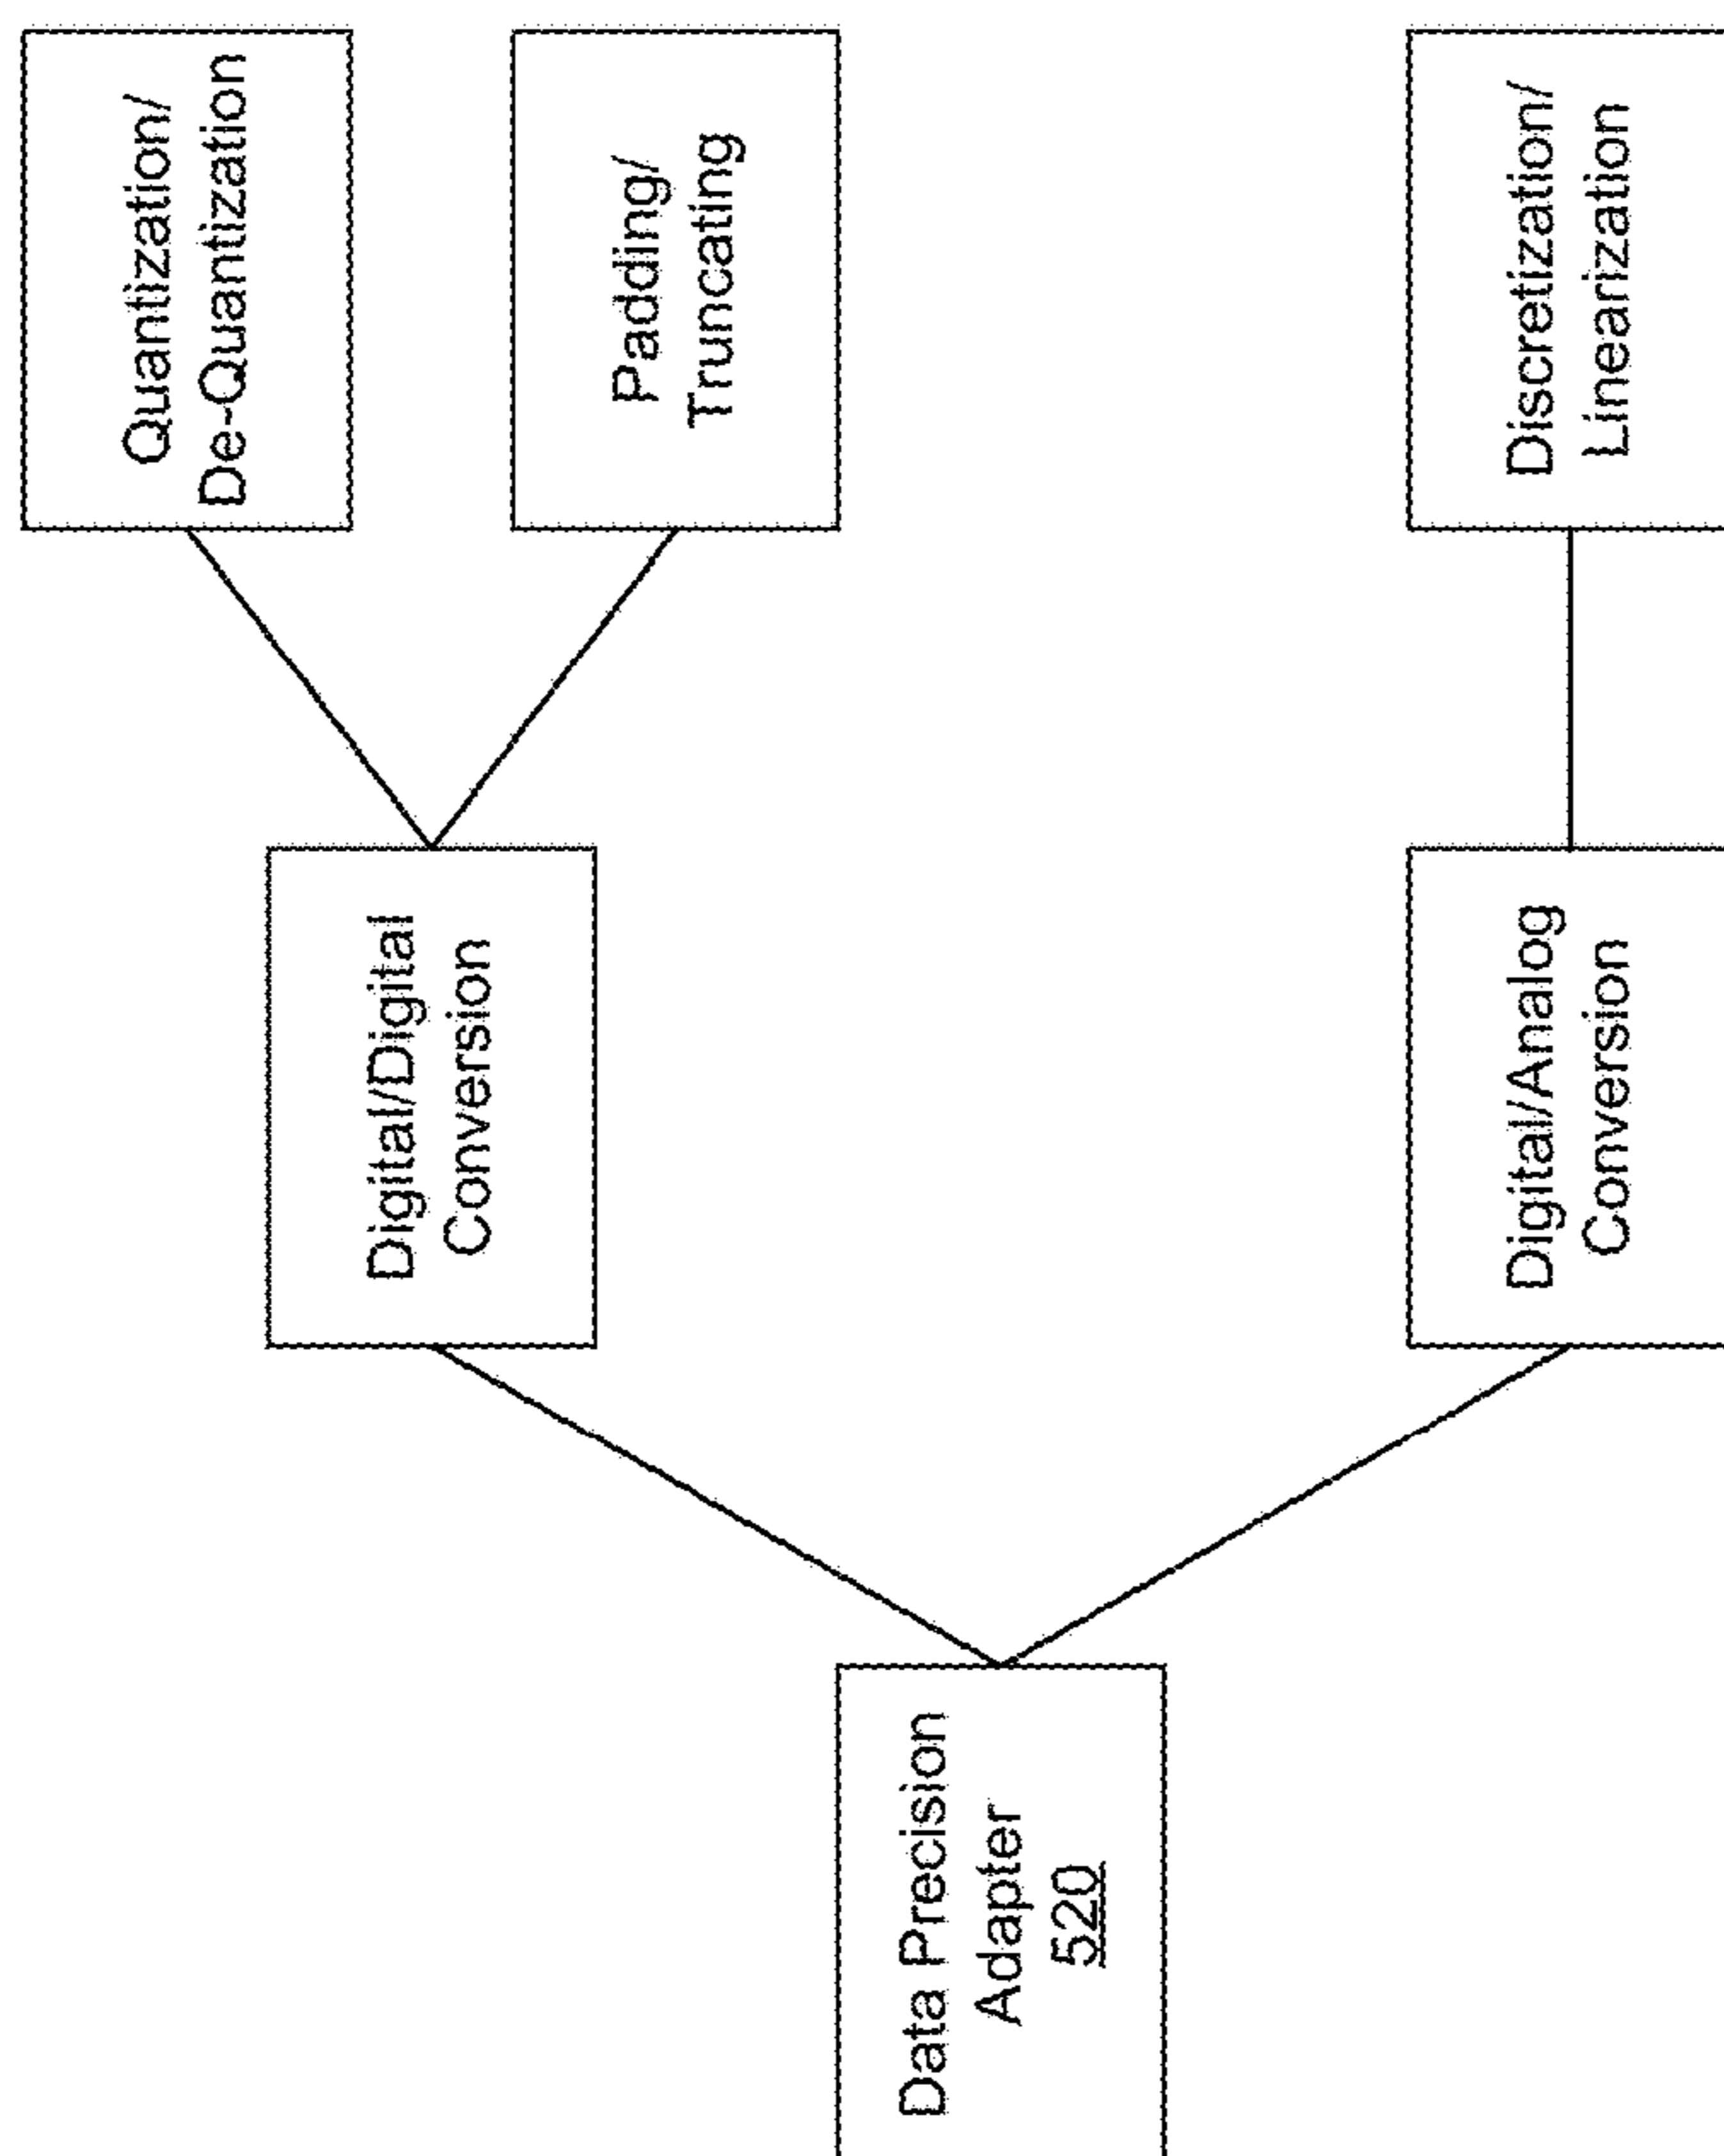 Quantization/
De-Quantization
Padding/
Truncating
Digital/Digital
Conversion
Discretization/
Linearization
Digital/Analog
Conversion
Data Precision
Adapter
520